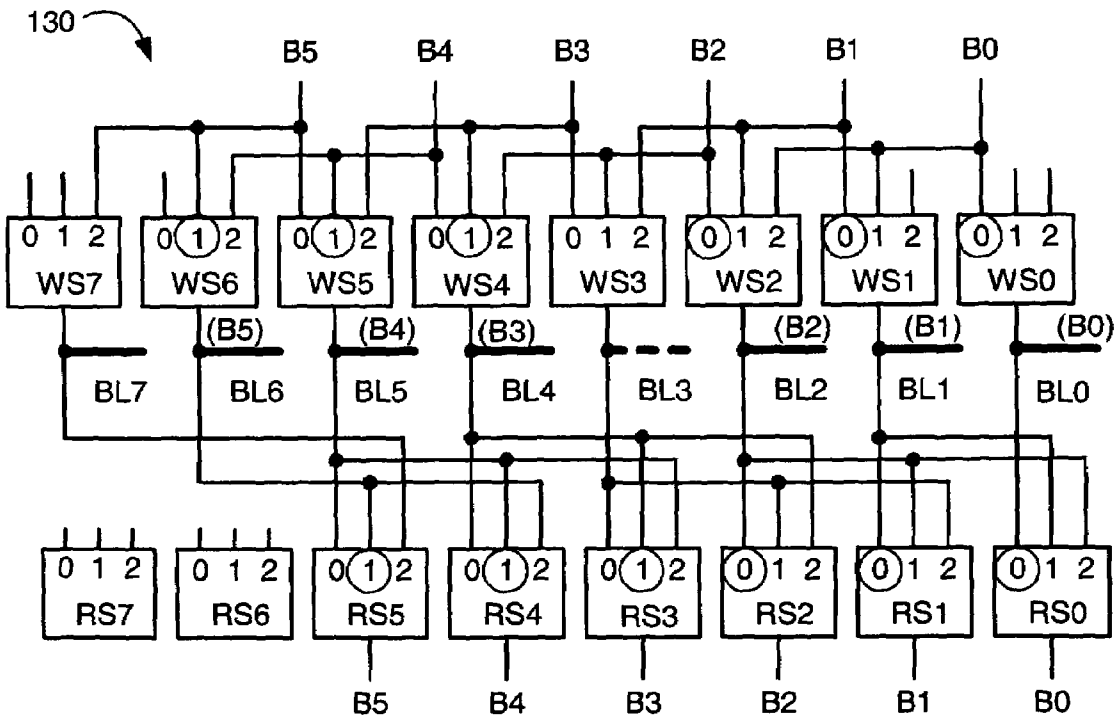 130
B5 B4 B3 B2 B1 B0
0 1 2 0 1 2 0 1 2 0 1 2 0 1 2 0 1 2 0 1 2 0 1 2
WS7 WS6 WS5 WS4 WS3 WS2 WS1 WS0
(B5) (B4) (B3) (B2) (B1) (B0)
BL7 BL6 BL5 BL4 BL3 BL2 BL1 BL0
0 1 2 0 1 2 0 1 2 0 1 2 0 1 2 0 1 2 0 1 2 0 1 2
RS7 RS6 RS5 RS4 RS3 RS2 RS1 RS0
B5 B4 B3 B2 B1 B0